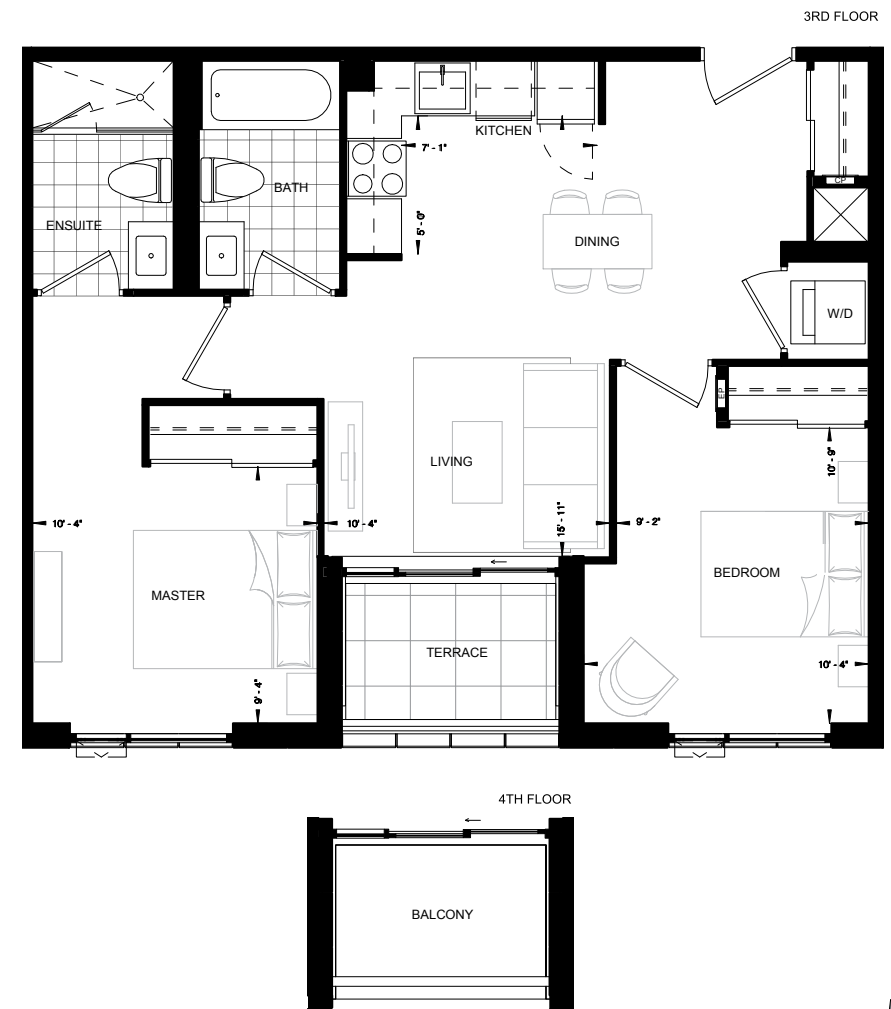 3RD FLOOR
KITCHEN
7' - 1"
CP
BATH
5' - 0"
ENSUITE
DINING
W/D
EP
LIVING
10' - 9"
10' - 4"
10' - 4"
15' - 11"
9' - 2"
BEDROOM
MASTER
TERRACE
10' - 4"
9' - 4"
4TH FLOOR
BALCONY